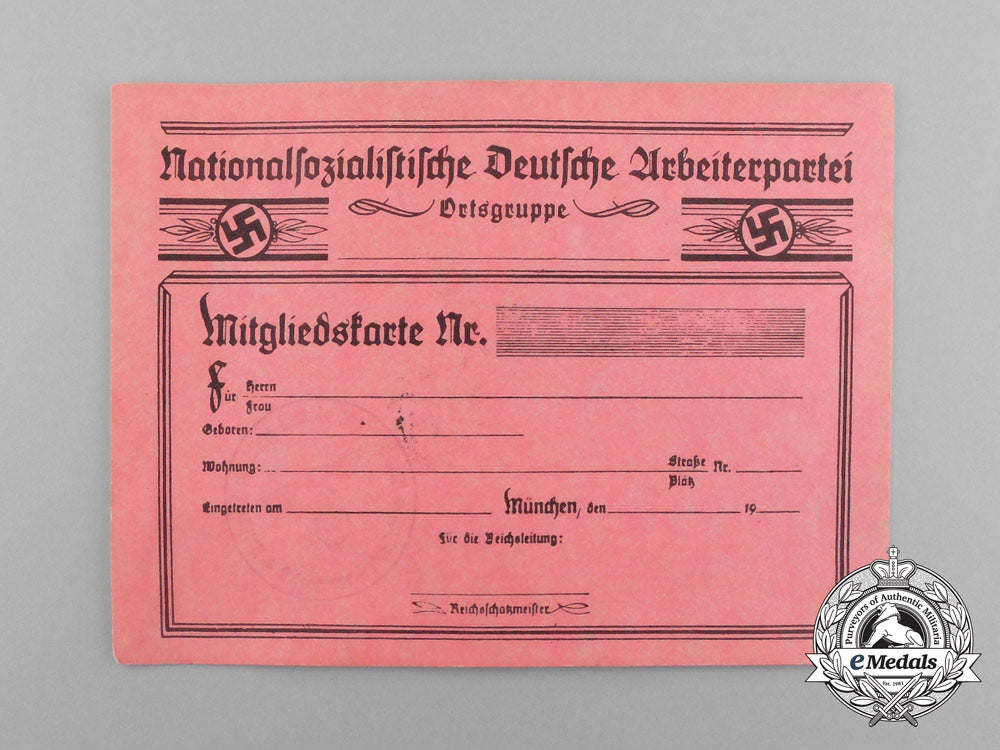 Nationalsozialistische Deutsche Arbeiterpartei
Ortsgruppe
Mitgliedskarte Nr.
Für Herrn
Frau
Geboren:
Wohnung: Straße Nr.
Platz
Eingetreten am München, den 19
Für die Reichsleitung:
Reichsschatzmeister
Purveyors of Authentic Militaria
eMedals
Est. 1981